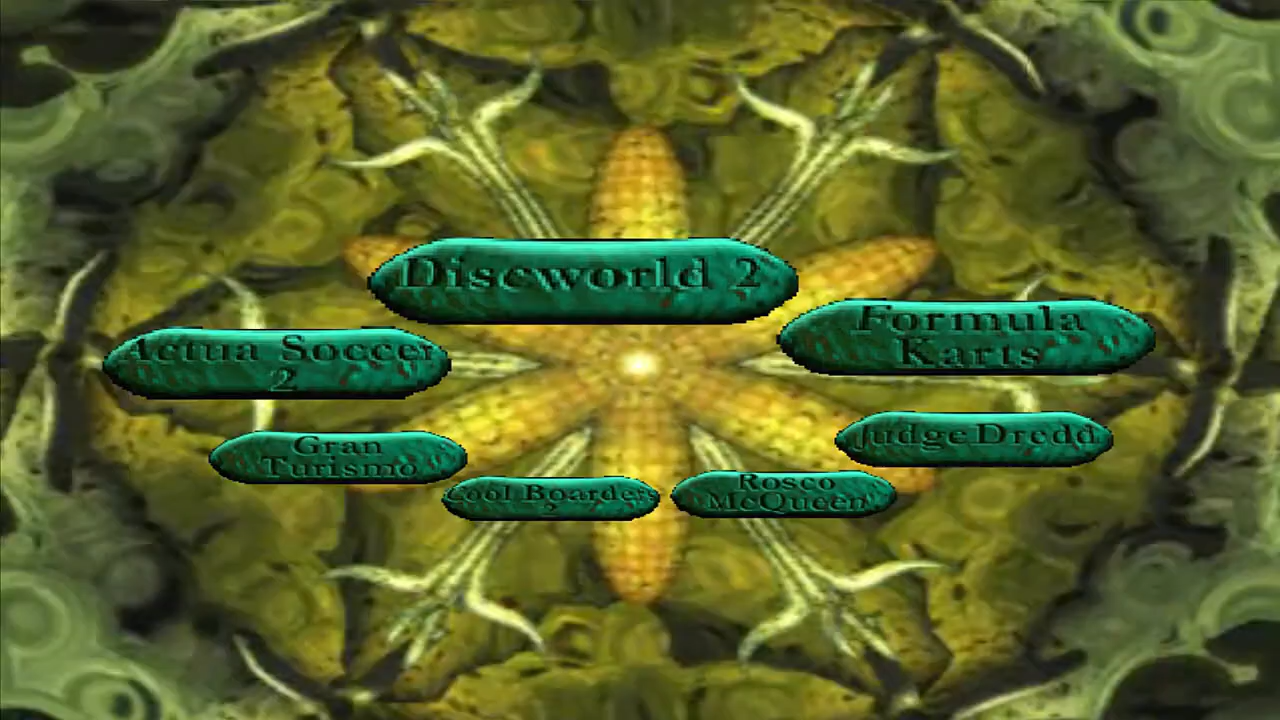 Discworld 2
Formula
Karts
Actua Soccer
2
Judge Dredd
Gran
Turismo
Cool Boarders
2
Rosco
McQueen